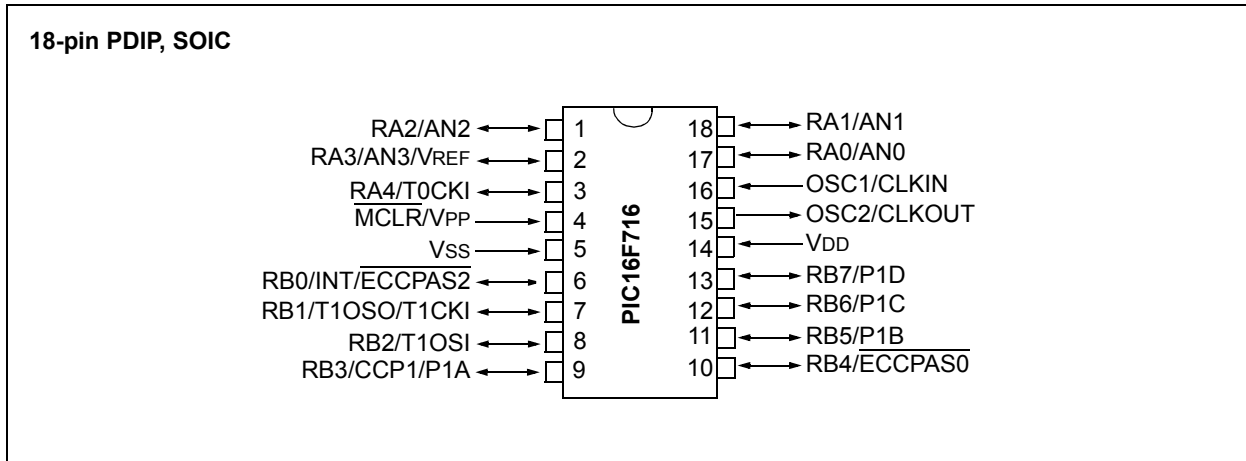 18-pin PDIP, SOIC
RA2/AN2 1 18 RA1/AN1
RA3/AN3/VREF 2 17 RA0/AN0
RA4/T0CKI 3 16 OSC1/CLKIN
MCLR/VPP 4 15 OSC2/CLKOUT
VSS 5 14 VDD
RB0/INT/ECCPAS2 6 13 RB7/P1D
RB1/T1OSO/T1CKI 7 12 RB6/P1C
RB2/T1OSI 8 11 RB5/P1B
RB3/CCP1/P1A 9 10 RB4/ECCPAS0
PIC16F716